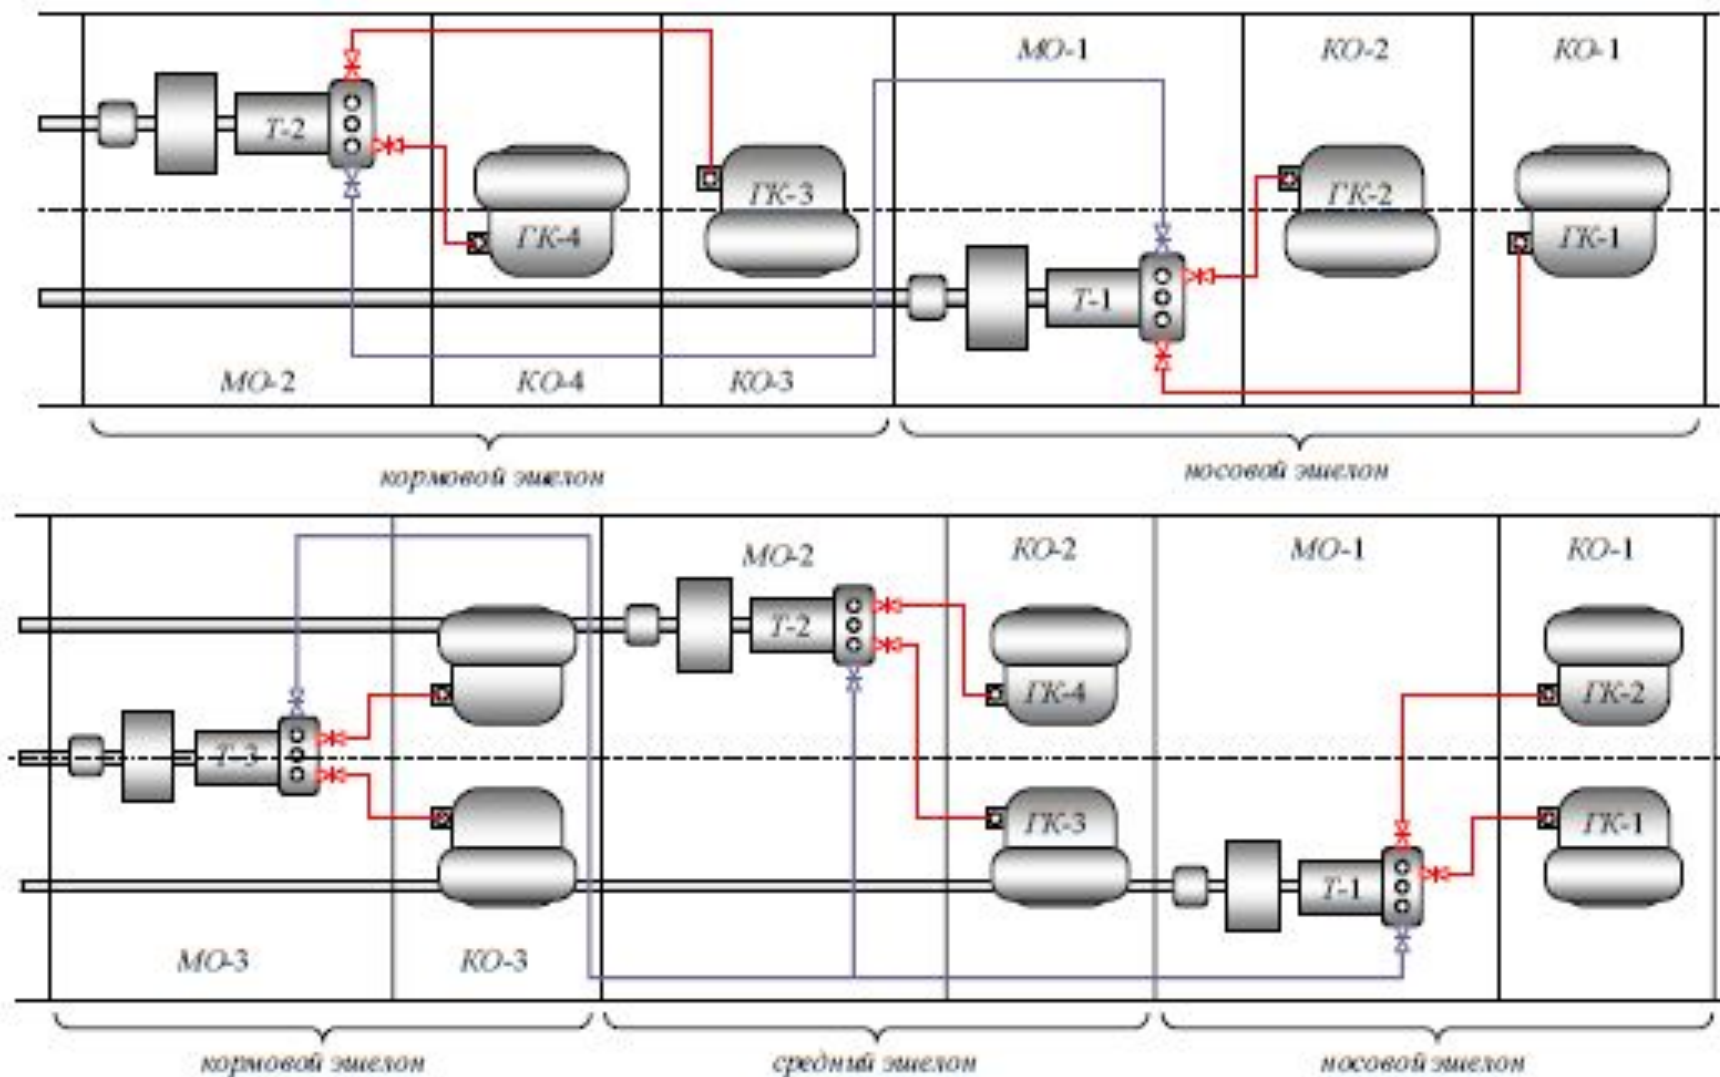 МО-1 КО-2 КО-1
Т-2
ГК-3 ГК-2
ГК-4 ГК-1
Т-1
МО-2 КО-4 КО-3
кормовой эшелон носовой эшелон
МО-2 КО-2 МО-1 КО-1
Т-2
ГК-4 ГК-2
Т-3
ГК-3 ГК-1
Т-1
МО-3 КО-3
кормовой эшелон средний эшелон носовой эшелон